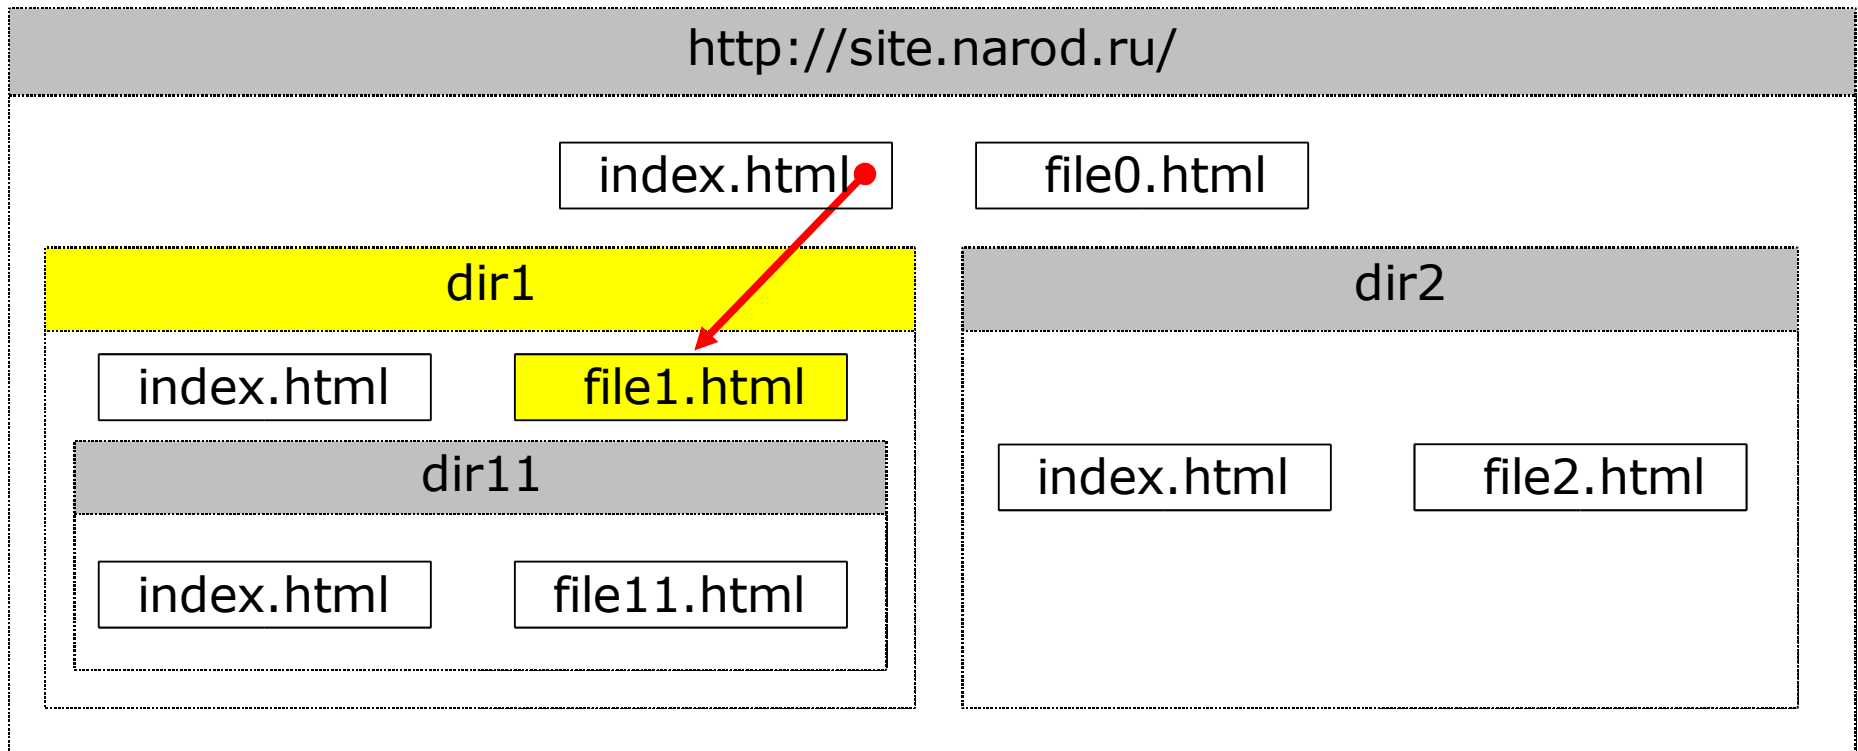 http://site.narod.ru/
index.html
file0.html
dir1
index.html
file1.html
dir11
index.html
file11.html
dir2
index.html
file2.html